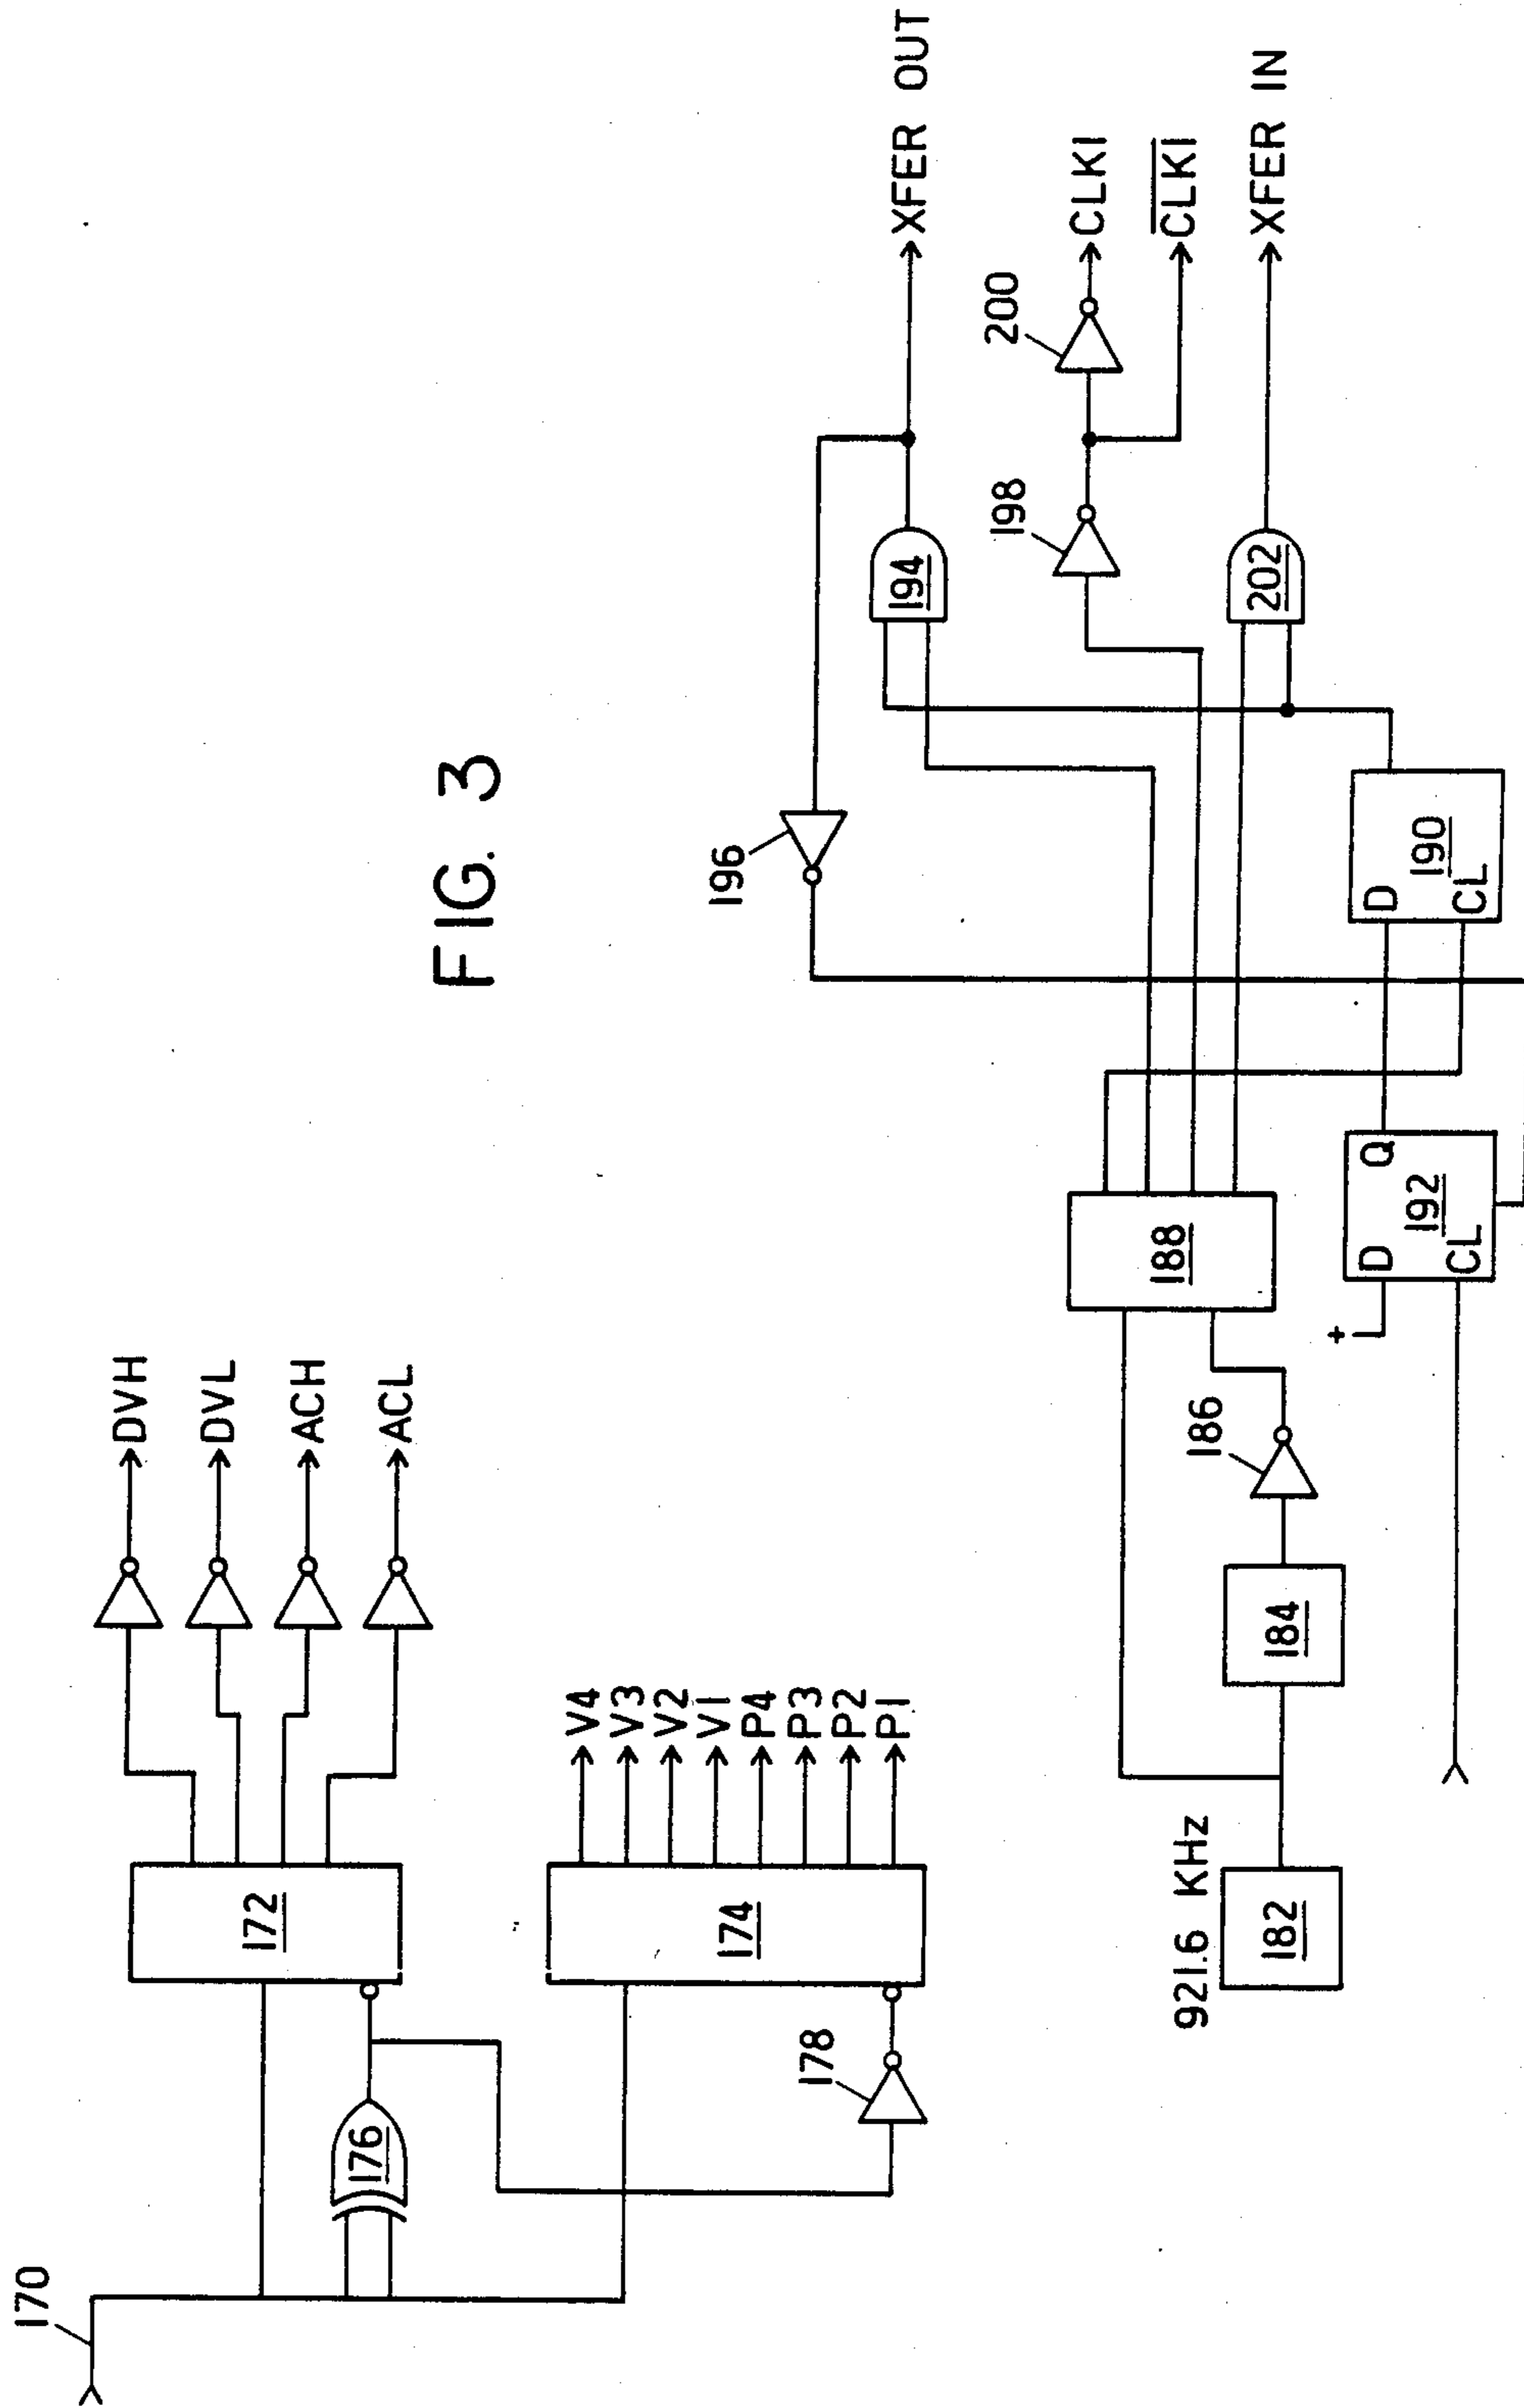 FIG. 3
170
176
172
DVH
DVL
ACH
ACL
178
174
V4
V3
V2
V1
P4
P3
P2
P1
921.6 KHz
182
184
186
188
+
D
Q
192
CL
D
190
CL
196
194
198
200
202
XFER OUT
CLK1
CLK1
XFER IN